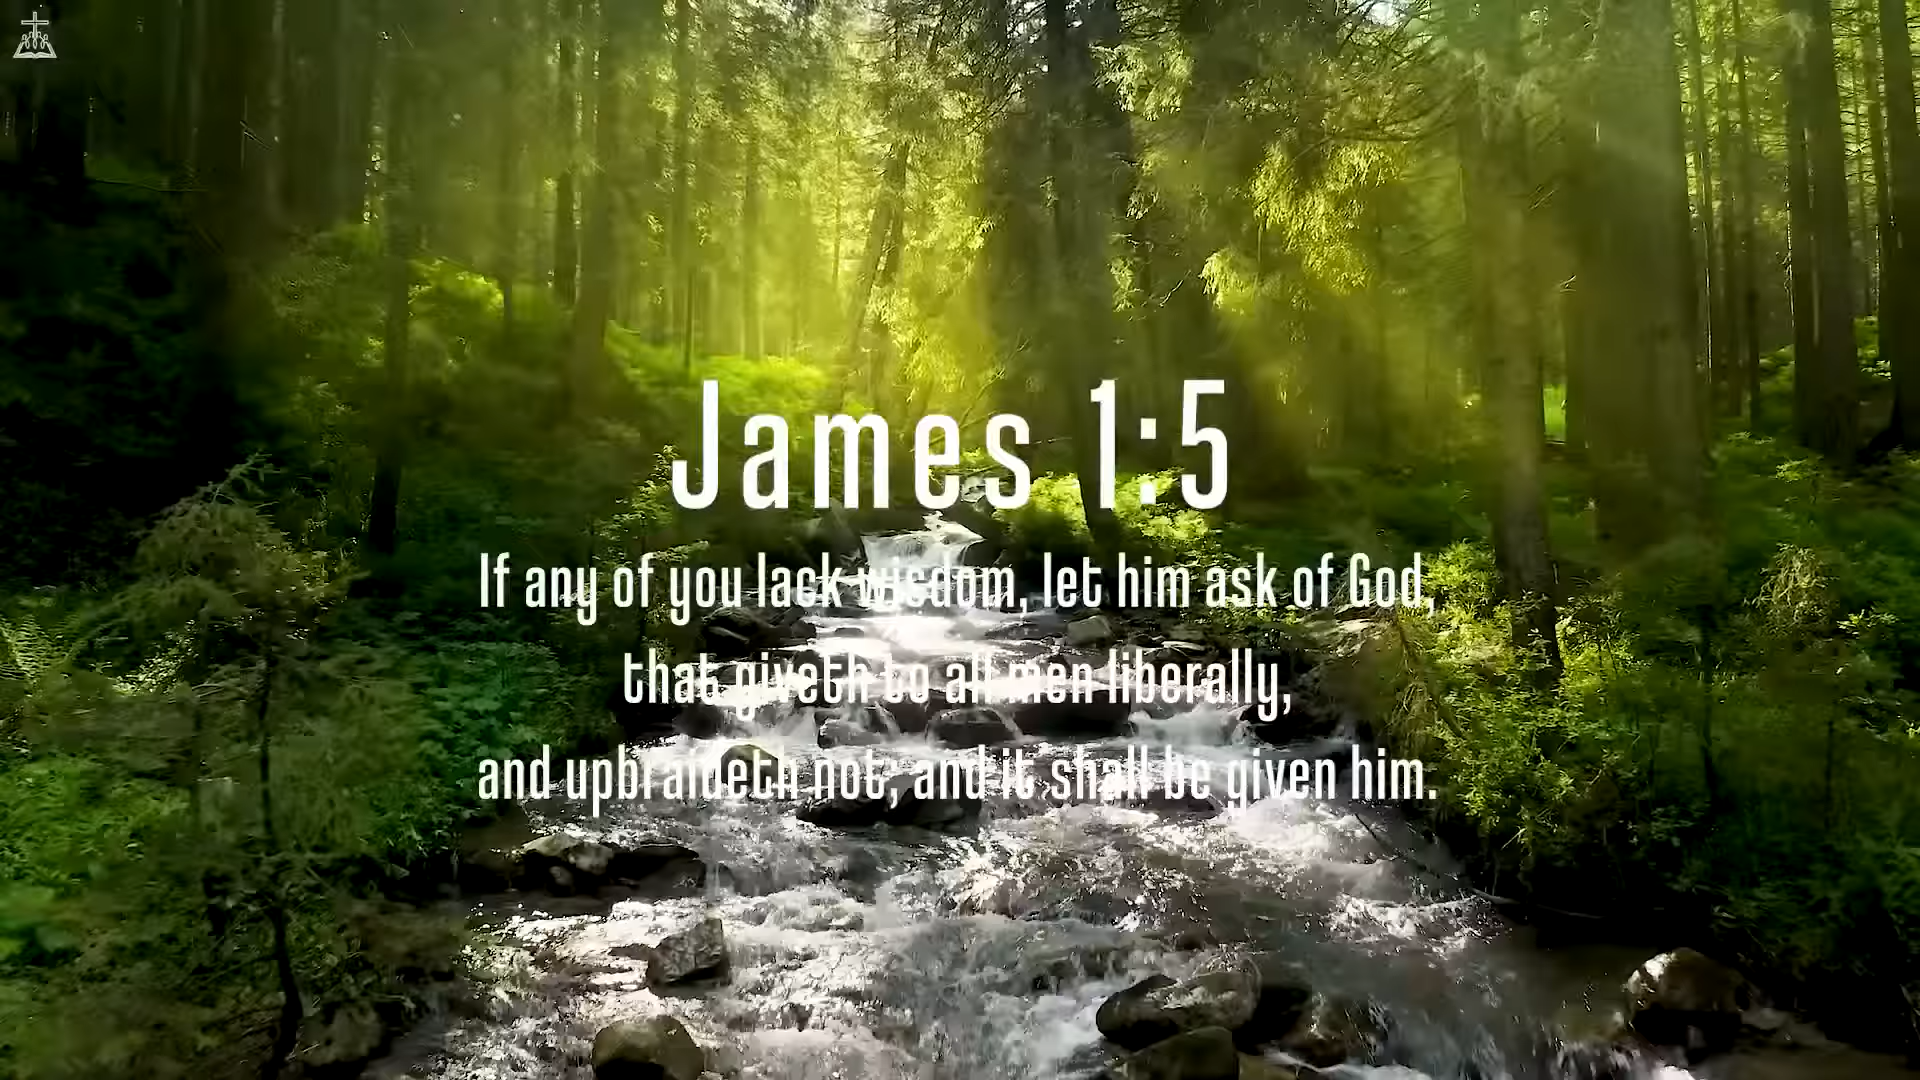 James 1:5
If any of you lack wisdom, let him ask of God,
that giveth to all men liberally,
and upbraideth not; and it shall be given him.